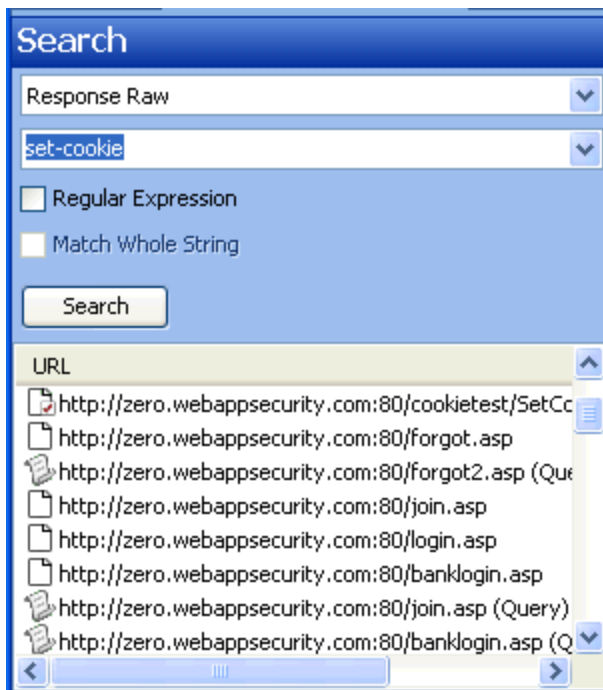 Search
Response Raw
set-cookie
Regular Expression
Match Whole String
Search
URL
http://zero.webappsecurity.com:80/cookietest/SetCo
http://zero.webappsecurity.com:80/forgot.asp
http://zero.webappsecurity.com:80/forgot2.asp (Que
http://zero.webappsecurity.com:80/join.asp
http://zero.webappsecurity.com:80/login.asp
http://zero.webappsecurity.com:80/banklogin.asp
http://zero.webappsecurity.com:80/join.asp (Query)
http://zero.webappsecurity.com:80/banklogin.asp (Q